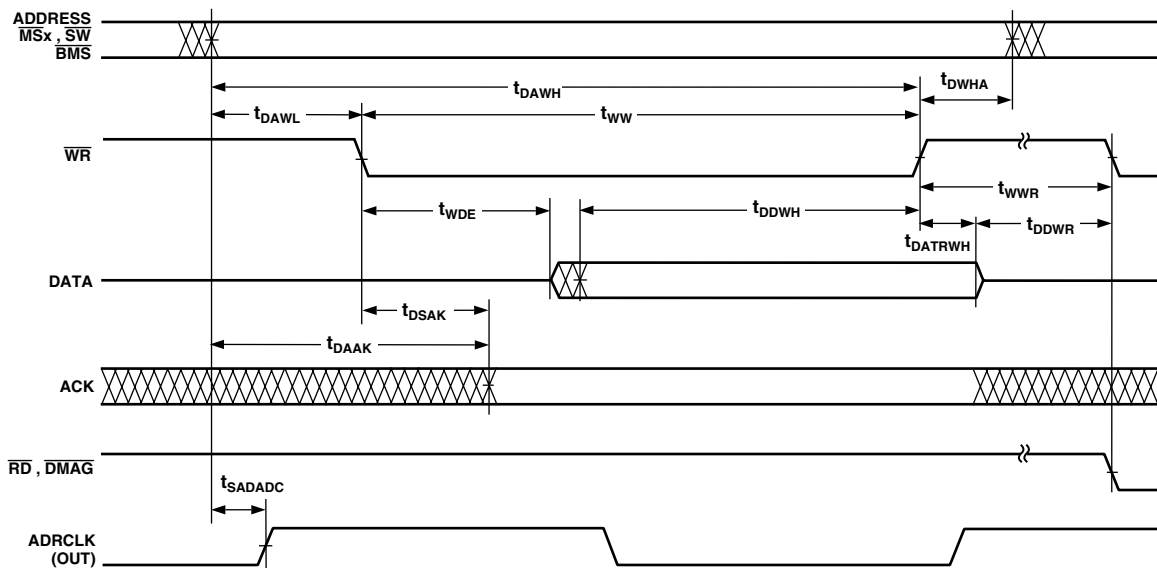 ADDRESS
MSx , SW
BMS
tDAWH
tDWHA
tDAWL
tWW
WR
tWWR
tWDE
tDDWH
tDATRWH
tDDWR
DATA
tDSAK
tDAAK
ACK
RD , DMAG
tSADADC
ADRCLK
(OUT)